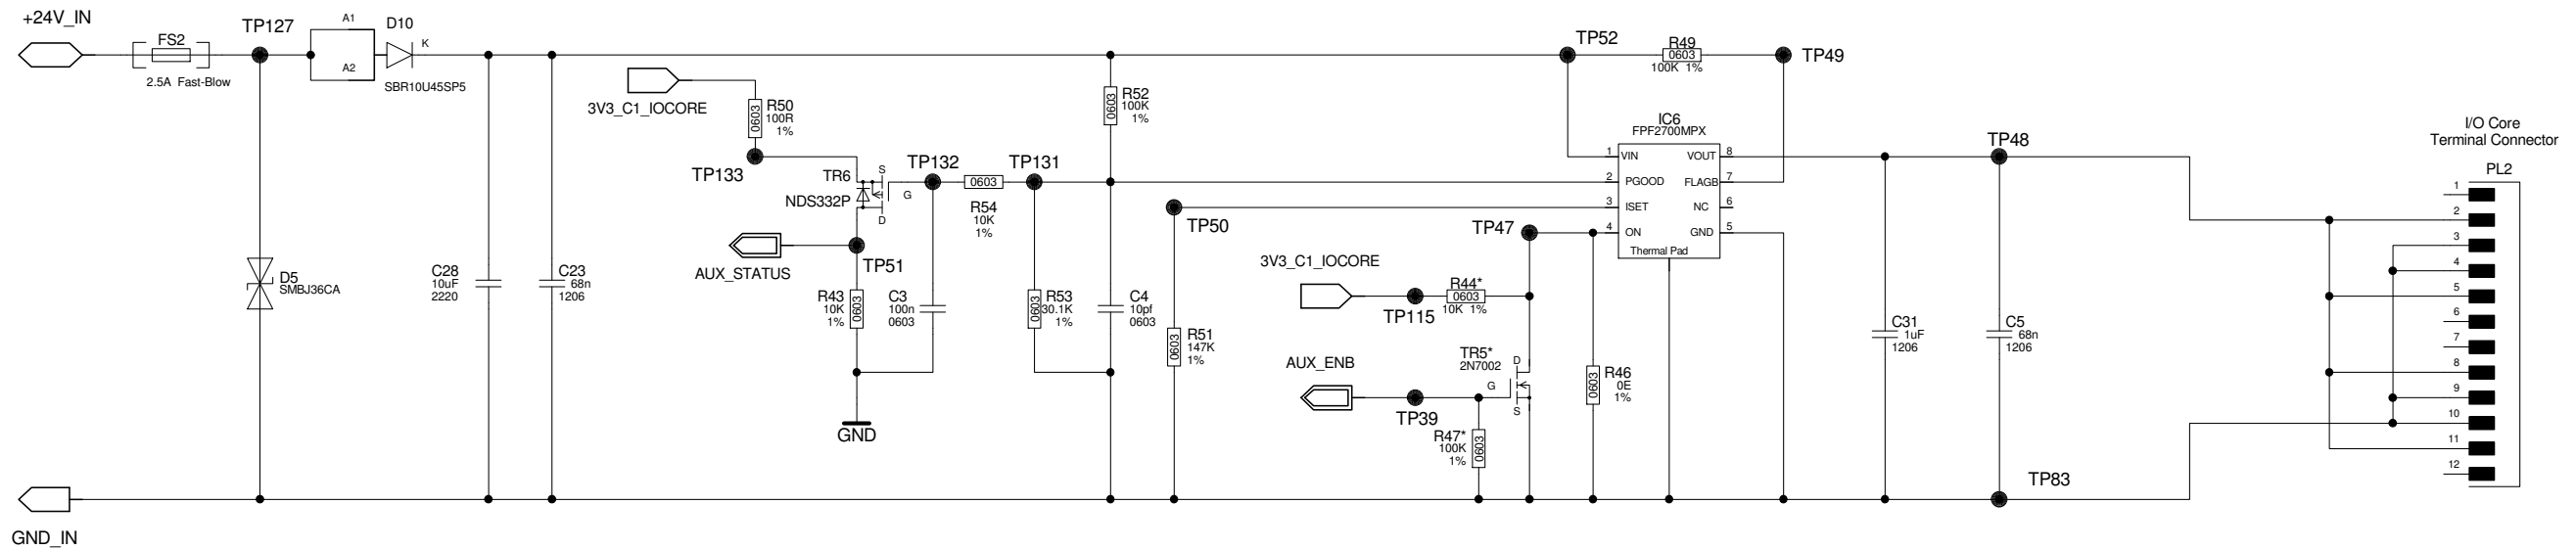 +24V_IN
FS2
2.5A Fast-Blow
TP127
A1
A2
D10
K
SBR10U45SP5
D5
SMBJ36CA
C28
10uF
2220
C23
68n
1206
3V3_C1_IOCORE
R50
0603
100R
1%
TP133
TR6
NDS332P
S
G
D
TP132
AUX_STATUS
TP51
R43
10K
1%
0603
C3
100n
0603
GND
0603
R54
10K
1%
TP131
R53
0603
30.1K
1%
R52
0603
100K
1%
C4
10pf
0603
TP50
R51
0603
147K
1%
3V3_C1_IOCORE
TP115
R44*
0603
10K 1%
TP47
AUX_ENB
TP39
TR5*
2N7002
D
G
S
R47*
100K
1%
0603
R46
0603
0E
1%
TP52
R49
0603
100K 1%
TP49
IC6
FPF2700MPX
1 VIN VOUT 8
2 PGOOD FLAGB 7
3 ISET NC 6
4 ON GND 5
Thermal Pad
C31
1uF
1206
TP48
C5
68n
1206
TP83
I/O Core
Terminal Connector
PL2
1
2
3
4
5
6
7
8
9
10
11
12
GND_IN